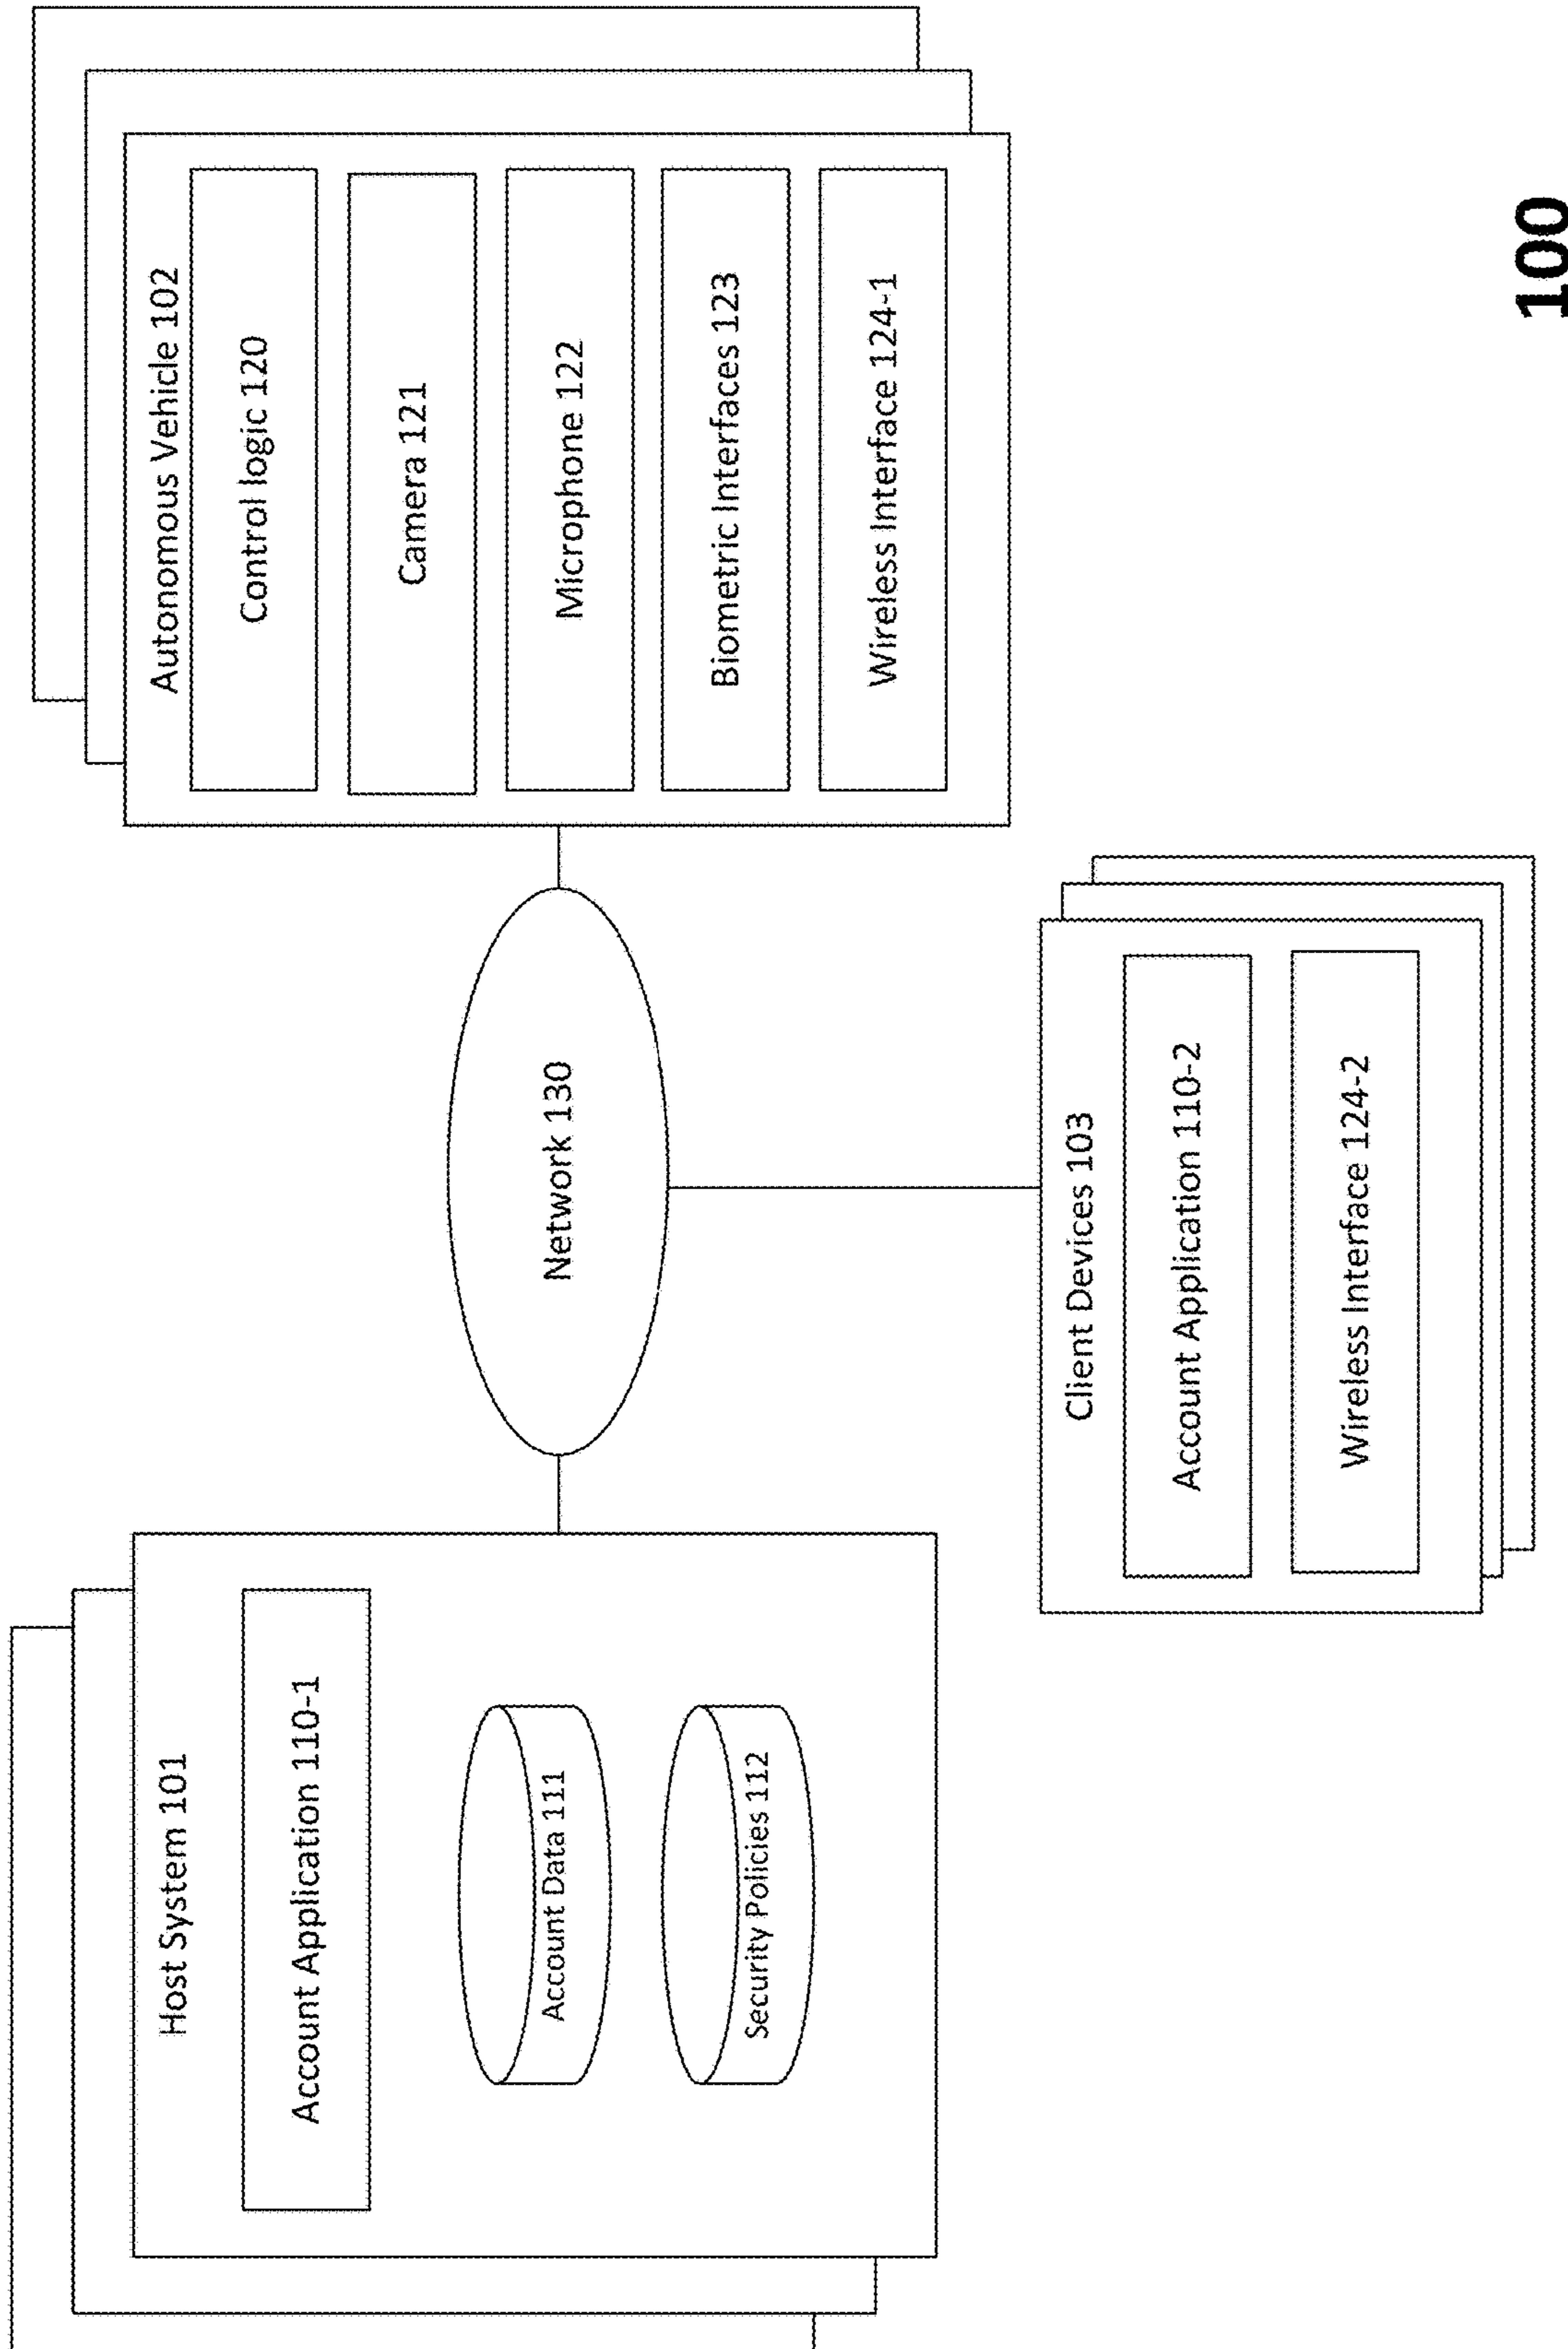 Host System 101
Account Application 110-1
Account Data 111
Security Policies 112
Network 130
Autonomous Vehicle 102
Control logic 120
Camera 121
Microphone 122
Biometric Interfaces 123
Wireless Interface 124-1
Client Devices 103
Account Application 110-2
Wireless Interface 124-2
100